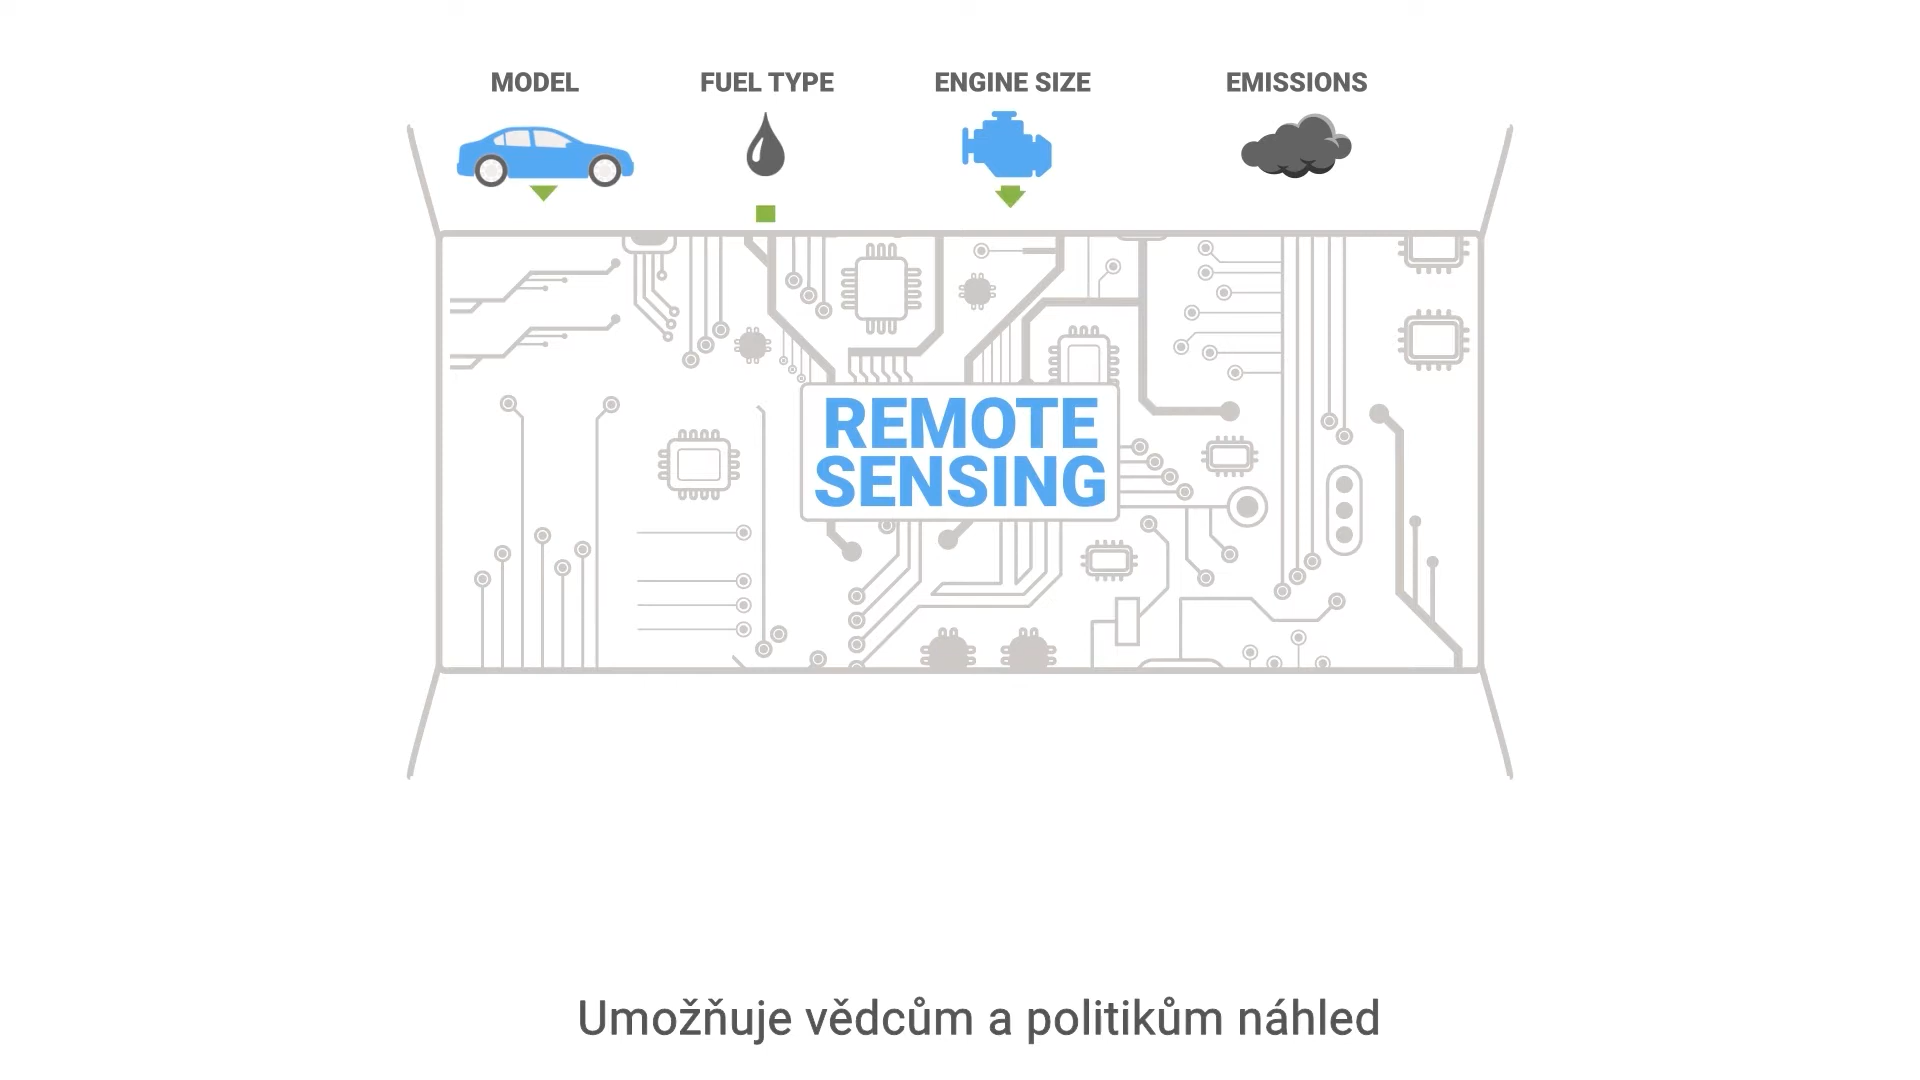 MODEL
FUEL TYPE
ENGINE SIZE
EMISSIONS
REMOTE
SENSING
Umožňuje vědcům a politikům náhled